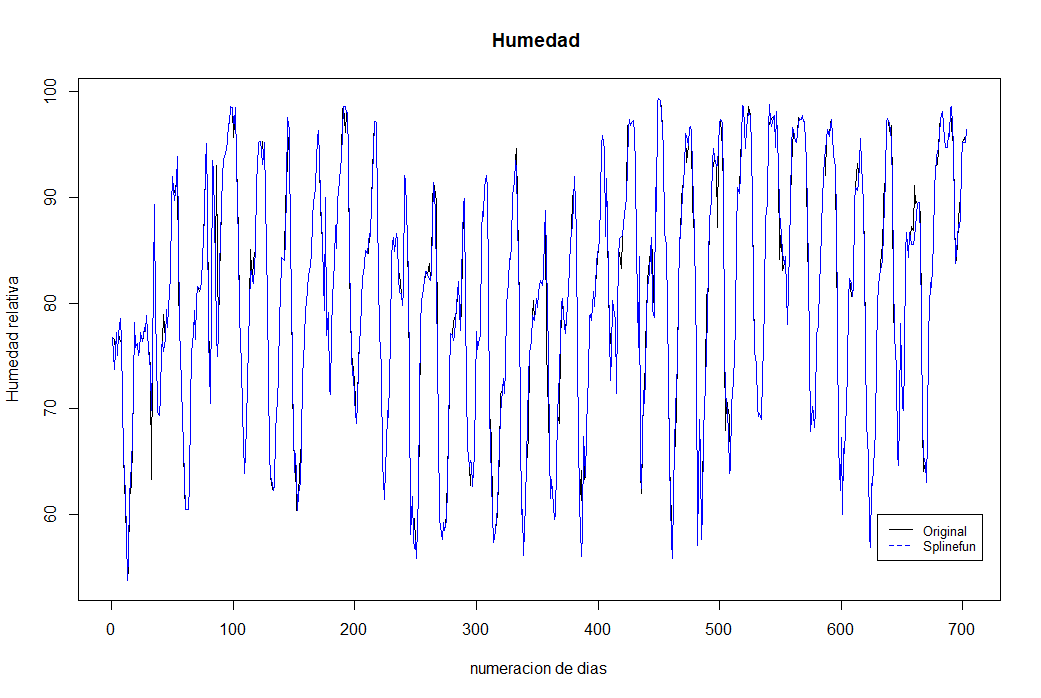 Humedad
Humedad relativa
100
90
80
70
60
Original
Splinefun
0 100 200 300 400 500 600 700
numeracion de dias